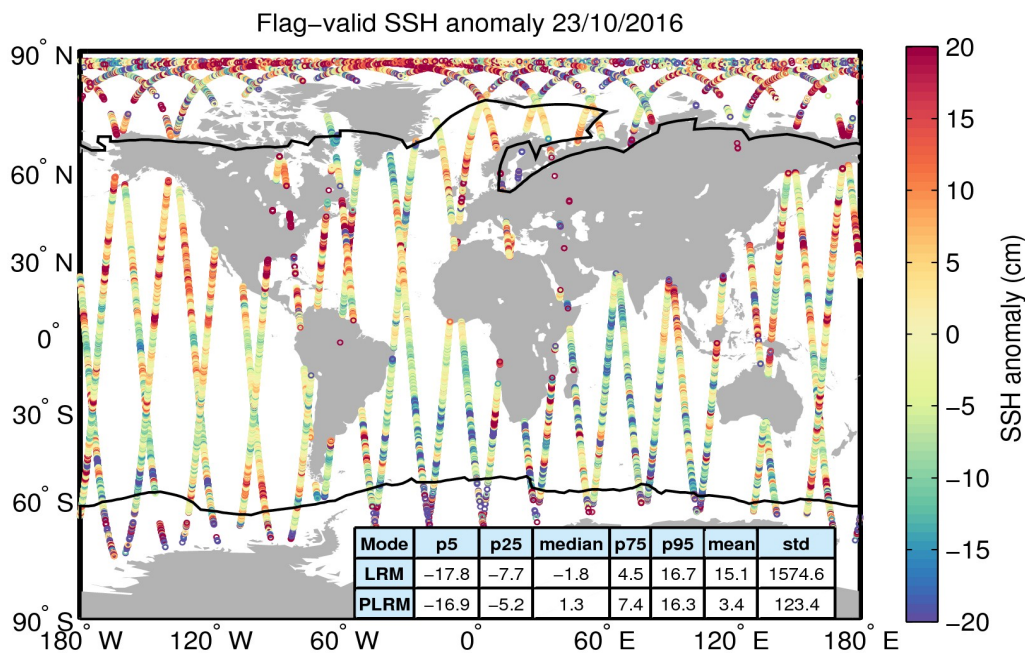 Flag−valid SSH anomaly 23/10/2016
90° N
60° N
30° N
0°
30° S
60° S
90° S
180° W 120° W 60° W 0° 60° E 120° E 180° E
Mode p5 p25 median p75 p95 mean std
LRM −17.8 −7.7 −1.8 4.5 16.7 15.1 1574.6
PLRM −16.9 −5.2 1.3 7.4 16.3 3.4 123.4
20
15
10
5
0
−5
−10
−15
−20
SSH anomaly (cm)